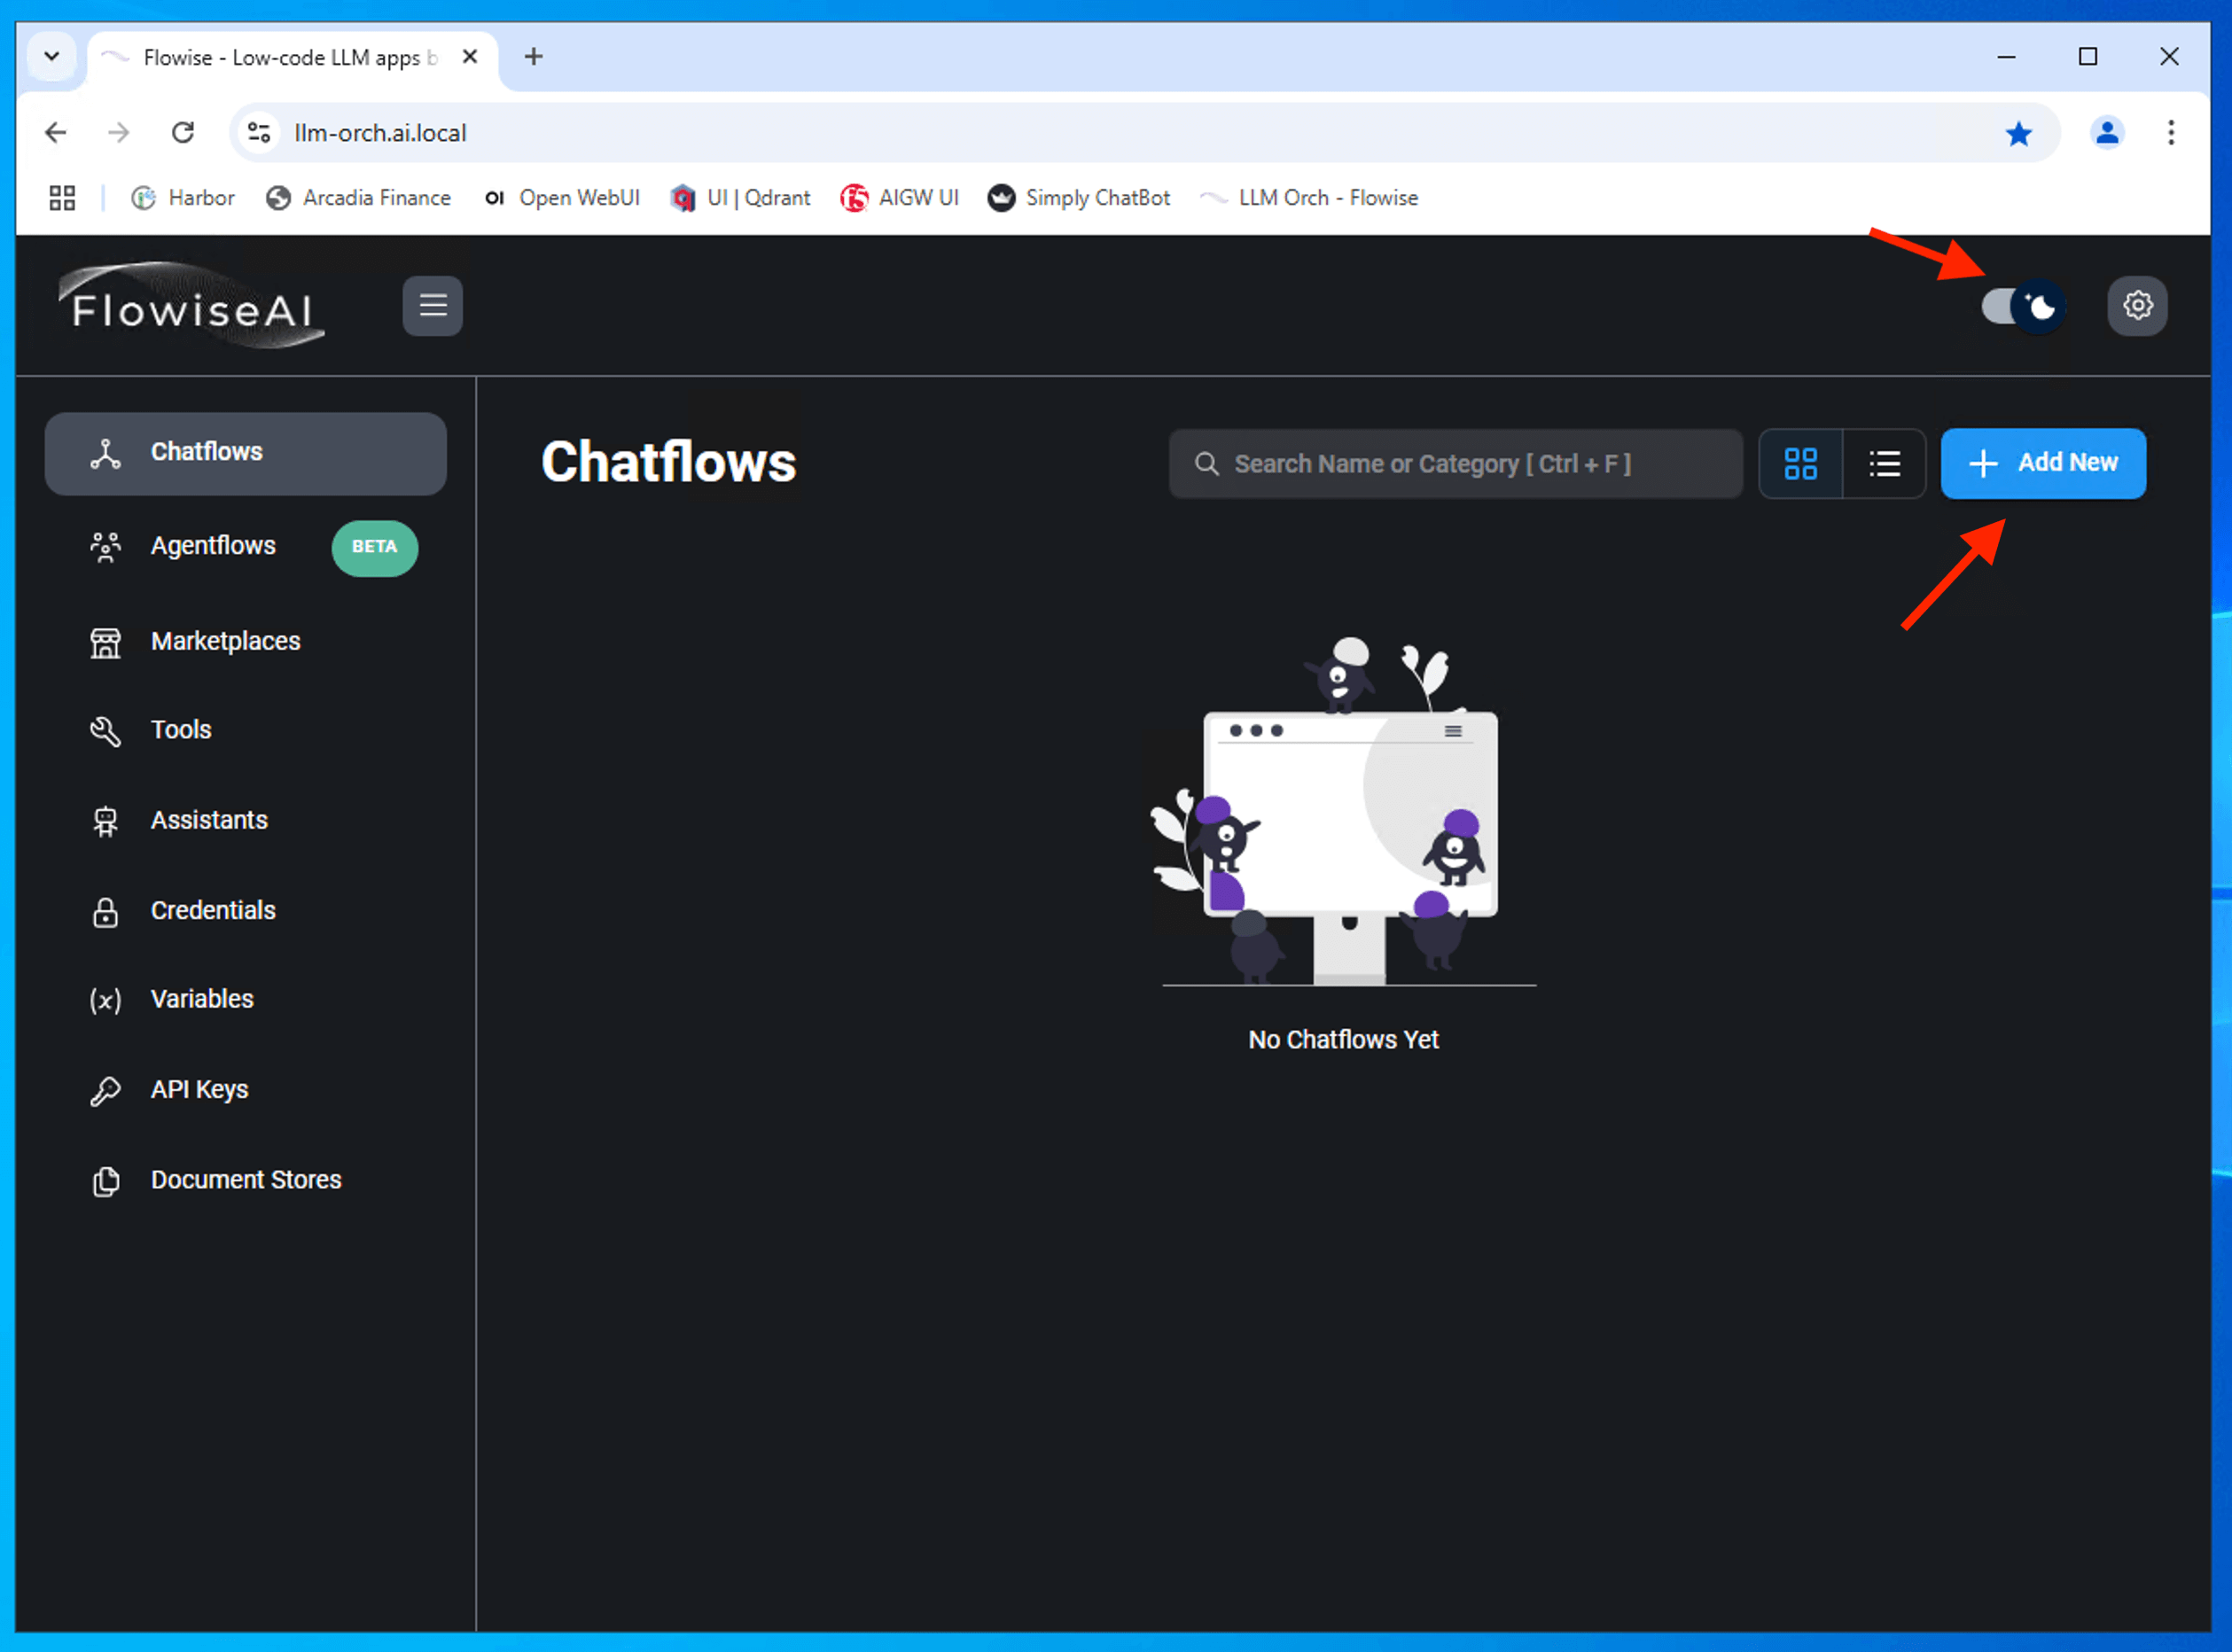 Flowise - Low-code LLM apps b
llm-orch.ai.local
Harbor
Arcadia Finance
OI Open WebUI
UI | Qdrant
f5 AIGW UI
Simply ChatBot
LLM Orch - Flowise
FlowiseAI
Chatflows
Agentflows BETA
Marketplaces
Tools
Assistants
Credentials
(x) Variables
API Keys
Document Stores
Chatflows
Search Name or Category [ Ctrl + F ]
Add New
No Chatflows Yet